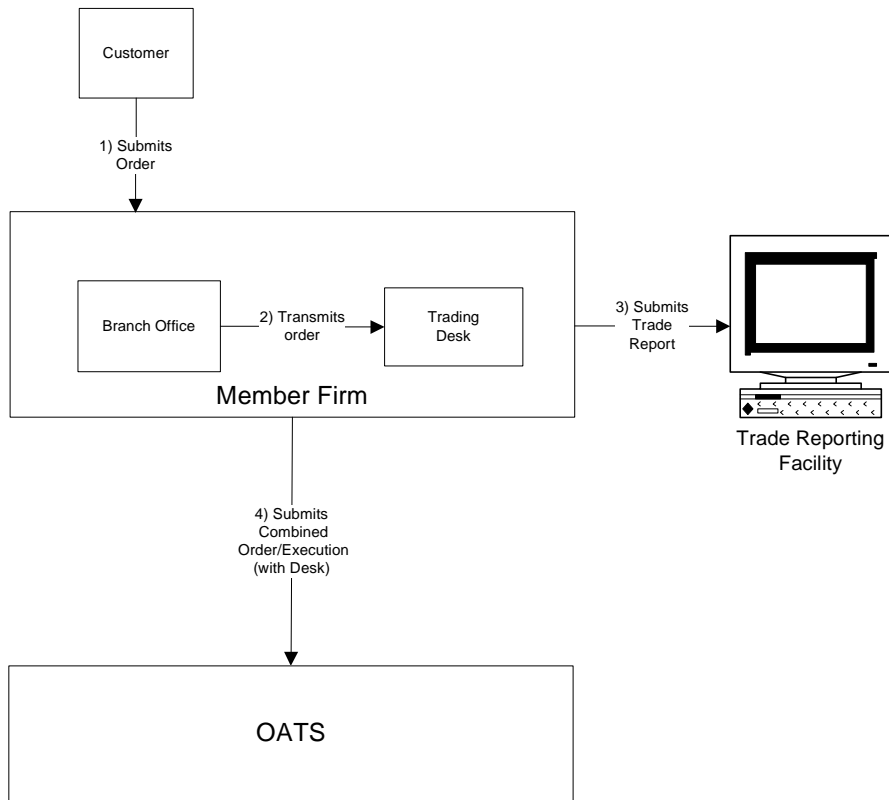 Customer
1) Submits
Order
Branch Office
2) Transmits
order
Trading
Desk
3) Submits
Trade
Report
Member Firm
Trade Reporting
Facility
4) Submits
Combined
Order/Execution
(with Desk)
OATS